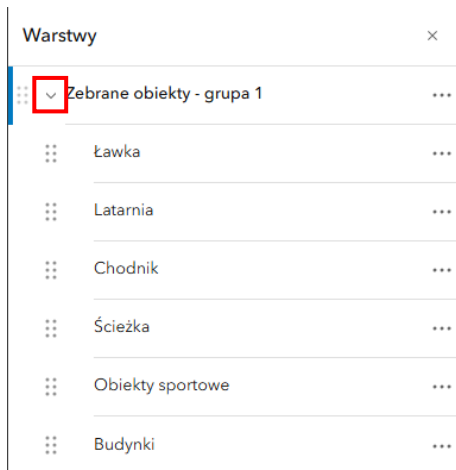 Warstwy
Zebrane obiekty - grupa 1
Ławka
Latarnia
Chodnik
Ścieżka
Obiekty sportowe
Budynki